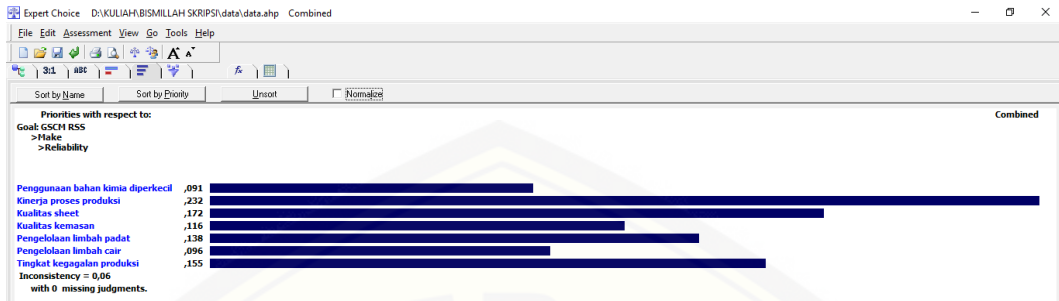 Expert Choice D:\KULIAH\BISMILLAH SKRIPSI\data\data.ahp Combined
File Edit Assessment View Go Tools Help
3:1 ABC
Sort by Name Sort by Priority Unsort Normalize
Priorities with respect to: Combined
Goal: GSCM RSS
>Make
>Reliability
Penggunaan bahan kimia diperkecil ,091
Kinerja proses produksi ,232
Kualitas sheet ,172
Kualitas kemasan ,116
Pengelolaan limbah padat ,138
Pengelolaan limbah cair ,096
Tingkat kegagalan produksi ,155
Inconsistency = 0,06
with 0 missing judgments.